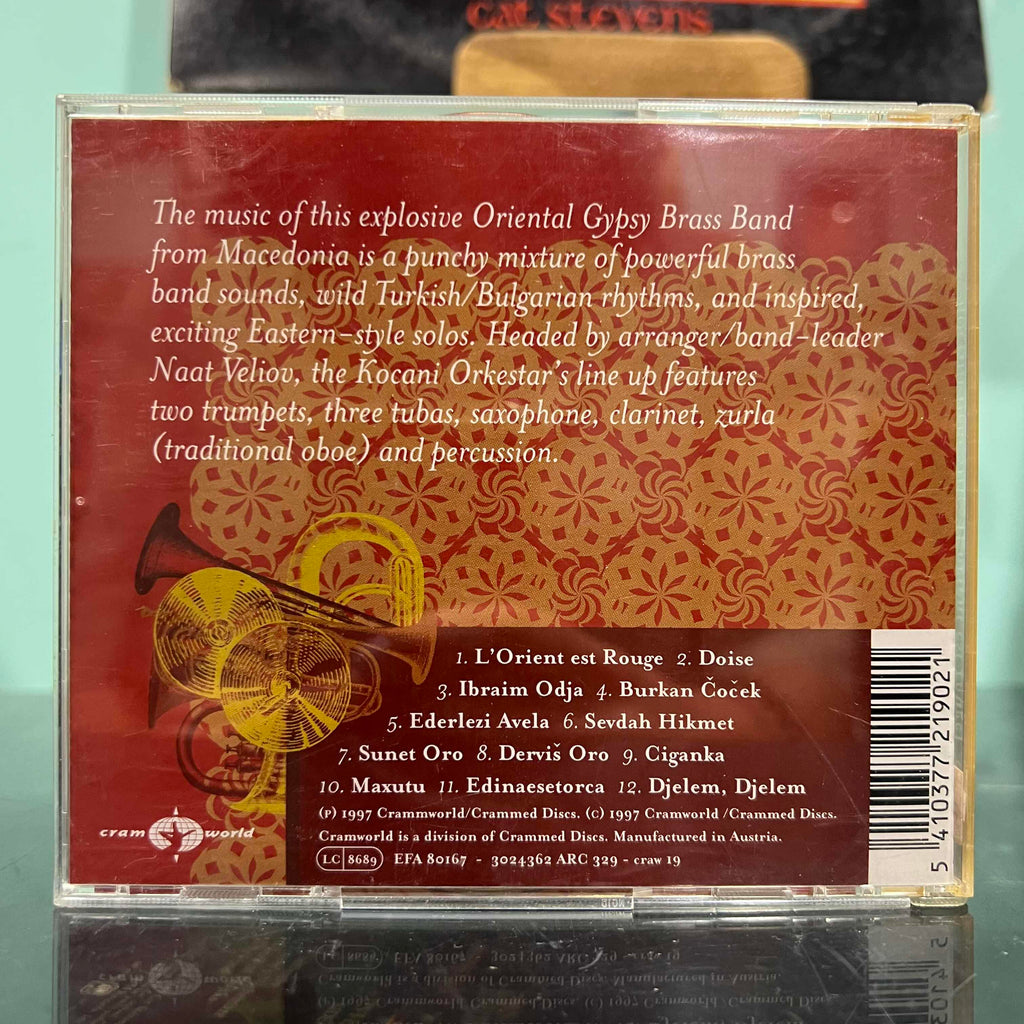 cat stevens
The music of this explosive Oriental Gypsy Brass Band
from Macedonia is a punchy mixture of powerful brass
band sounds, wild Turkish/Bulgarian rhythms, and inspired,
exciting Eastern-style solos. Headed by arranger/band-leader
Naat Veliov, the Kocani Orkestar's line up features
two trumpets, three tubas, saxophone, clarinet, zurla
(traditional oboe) and percussion.
1. L'Orient est Rouge 2. Doise
3. Ibraim Odja 4. Burkan Čoček
5. Ederlezi Avela 6. Sevdah Hikmet
7. Sunet Oro 8. Derviš Oro 9. Ciganka
10. Maxutu 11. Edinaesetorca 12. Djelem, Djelem
(P) 1997 Crammworld/Crammed Discs. (C) 1997 Cramworld /Crammed Discs.
Cramworld is a division of Crammed Discs. Manufactured in Austria.
LC 8689 EFA 80167 - 3024362 ARC 329 - craw 19
cram world
5 410377 219021